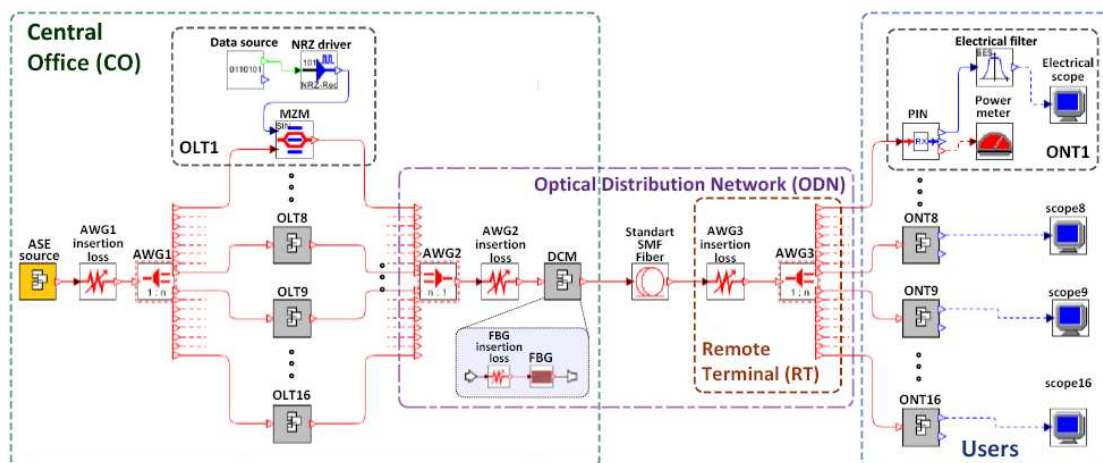 Central
Office (CO)
Data source
NRZ driver
0110101
101
NRZ-Rec
MZM
SIN
OLT1
Electrical filter
BES
Electrical
scope
PIN
Power
meter
RX
ONT1
Optical Distribution Network (ODN)
ASE
source
AWG1
insertion
loss
AWG1
1:n
OLT8
OLT9
OLT16
AWG2
n:1
AWG2
insertion
loss
DCM
FBG
insertion
loss
FBG
Standart
SMF
Fiber
AWG3
insertion
loss
AWG3
1:n
Remote
Terminal (RT)
ONT8
scope8
ONT9
scope9
ONT16
scope16
Users